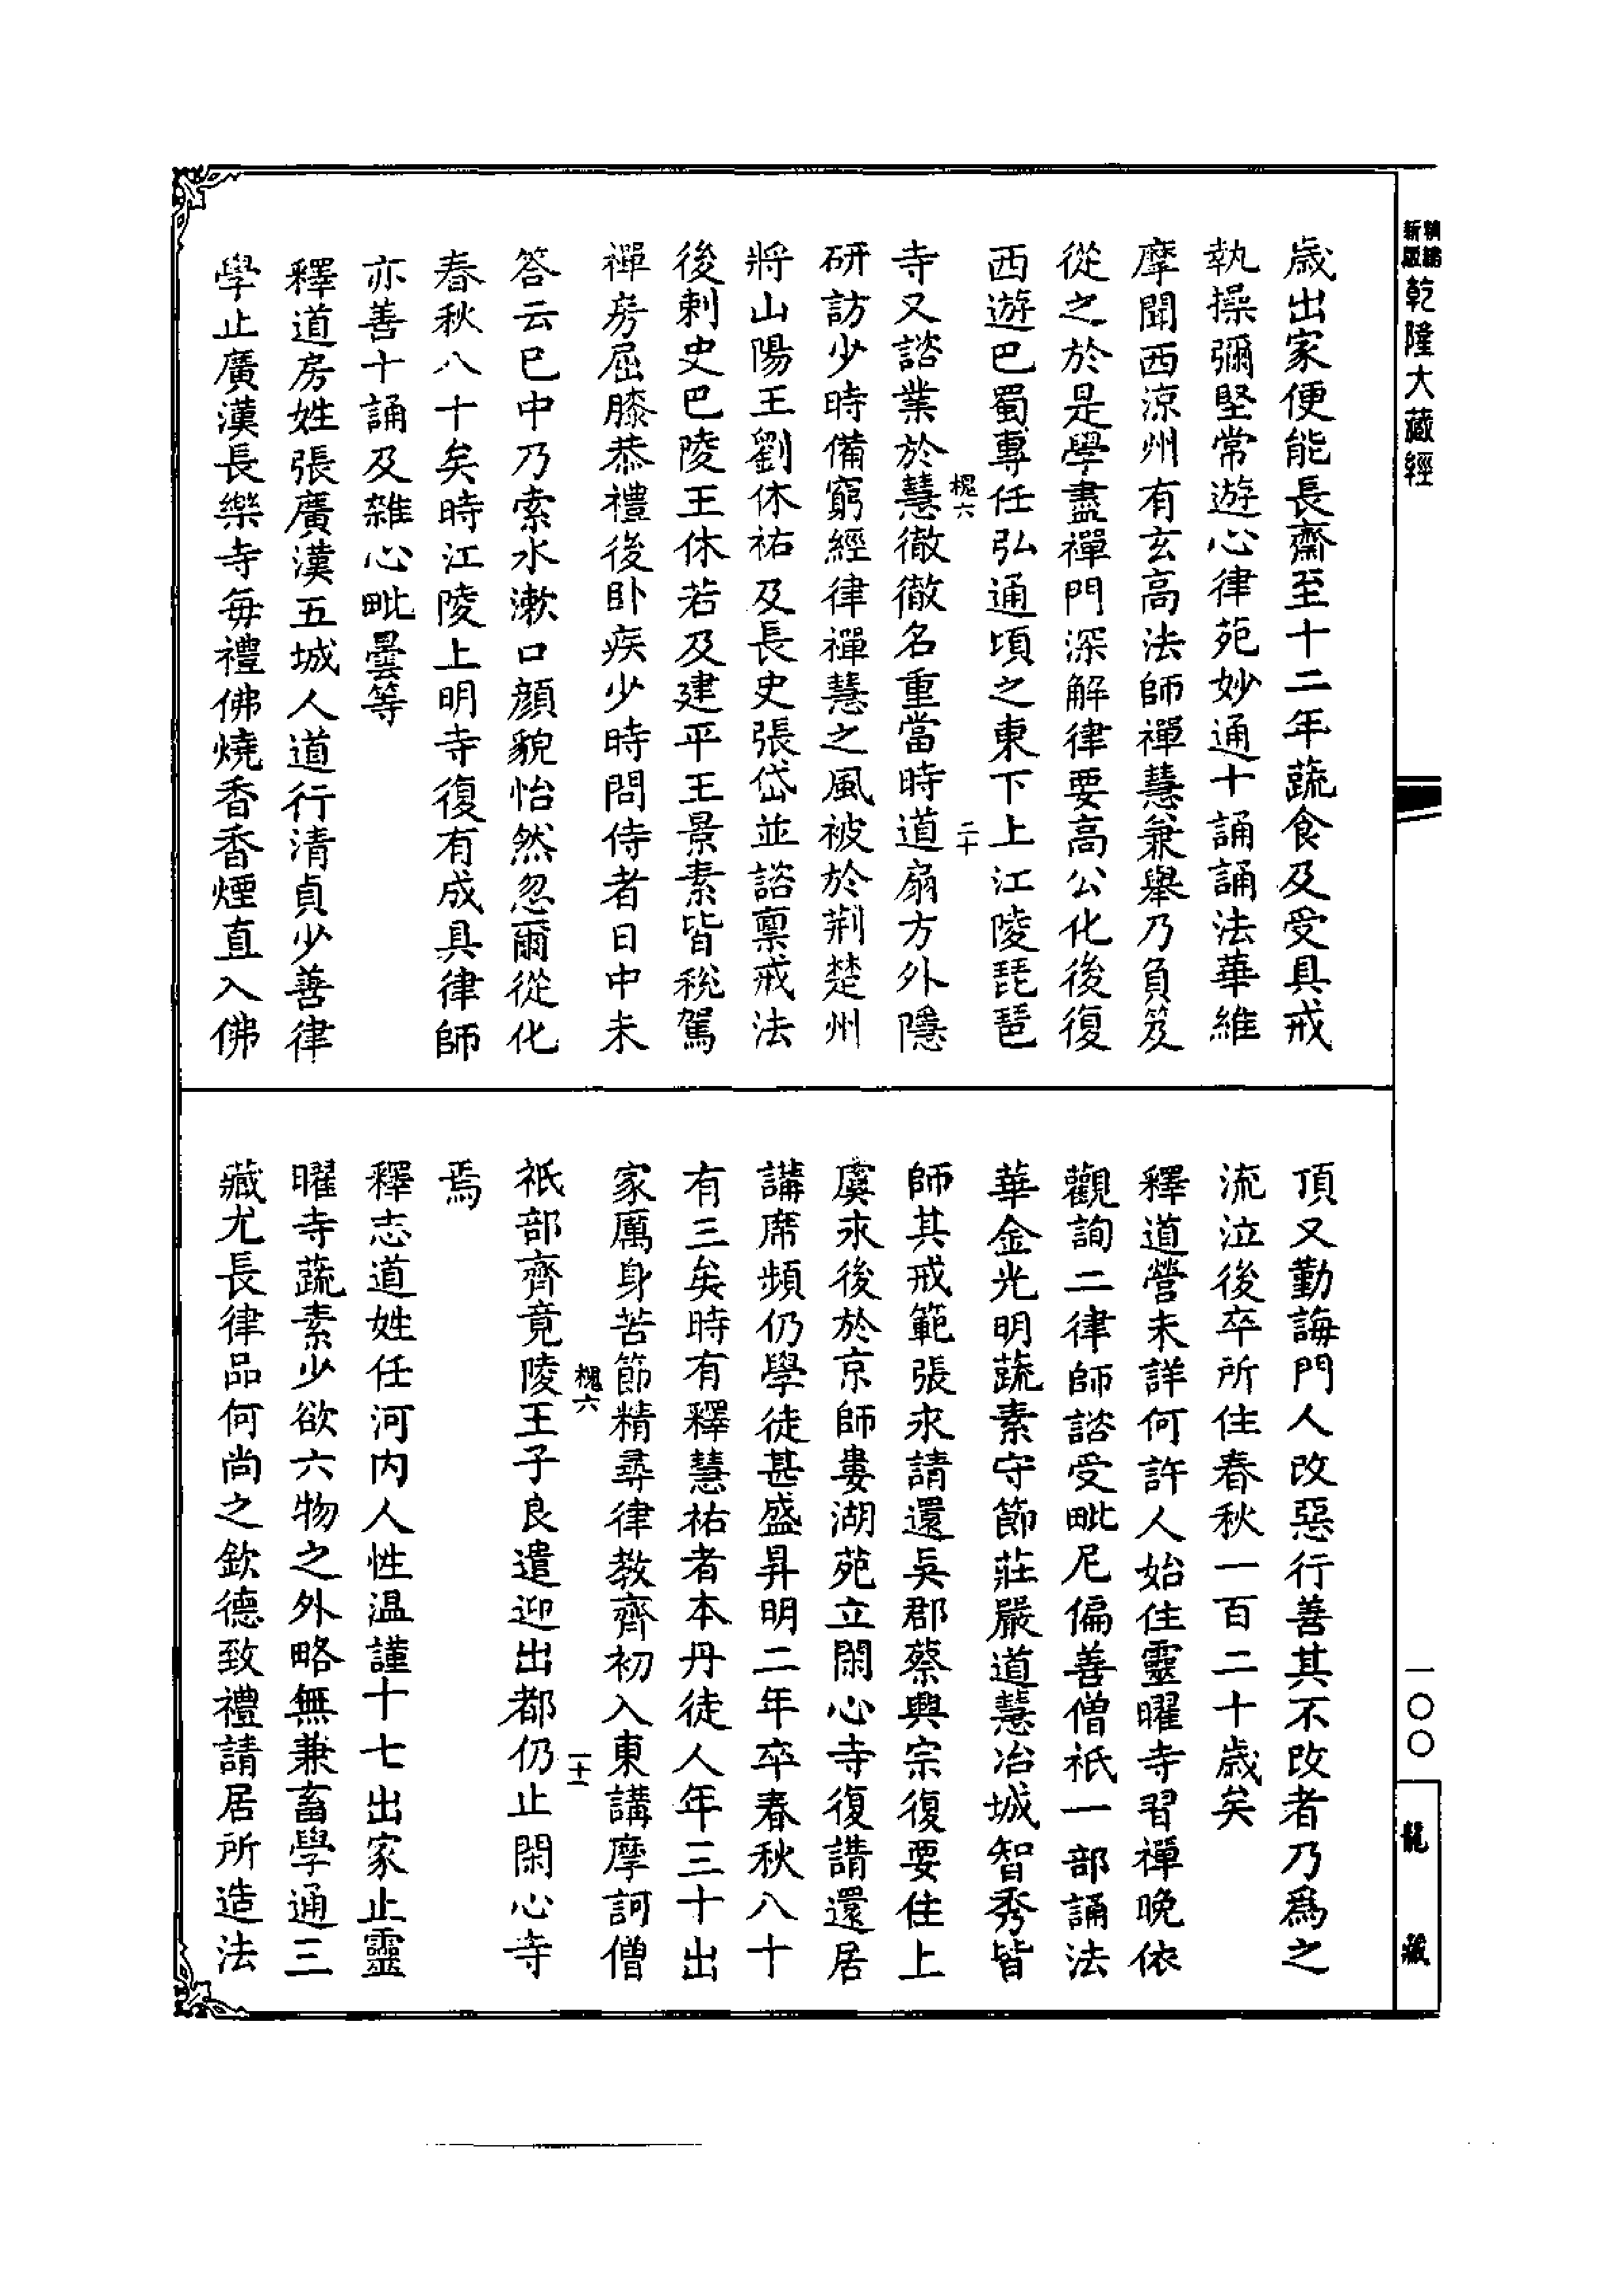 新編縮版
乾隆大藏經
歲出家便能長齋至十二年蔬食及受具戒
執操彌堅常遊心律苑妙通十誦誦法華維
摩聞西涼州有玄高法師禪慧兼舉乃負笈
從之於是學盡禪門深解律要高公化後復
西遊巴蜀專任弘通頃之東下上江陵琵琶
槐六
二十
寺又諮業於慧徹徹名重當時道扇方外隱
研訪少時備窮經律禪慧之風被於荊楚州
將山陽王劉休祐及長史張岱並諮稟戒法
後刺史巴陵王休若及建平王景素皆稅駕
禪房屈膝恭禮後臥疾少時問侍者日中未
答云已中乃索水漱口顏貌怡然忽爾從化
春秋八十矣時江陵上明寺復有成具律師
亦善十誦及雜心毗曇等
釋道房姓張廣漢五城人道行清貞少善律
學止廣漢長樂寺每禮佛燒香香煙直入佛
頂又勤誨門人改惡行善其不改者乃爲之
流泣後卒所住春秋一百二十歲矣
釋道營未詳何許人始住靈曜寺習禪晚依
觀詢二律師諮受毗尼偏善僧祇一部誦法
華金光明蔬素守節莊嚴道慧冶城智秀皆
師其戒範張永請還吳郡蔡興宗復要住上
虞永後於京師婁湖苑立閑心寺復請還居
講席頻仍學徒甚盛昇明二年卒春秋八十
有三矣時有釋慧祐者本丹徒人年三十出
家厲身苦節精尋律教齊初入東講摩訶僧
槐六
二十一
祇部齊竟陵王子良遣迎出都仍止閑心寺
焉
釋志道姓任河內人性温謹十七出家止靈
曜寺蔬素少欲六物之外略無兼畜學通三
藏尤長律品何尚之欽德致禮請居所造法
一〇〇
龍藏